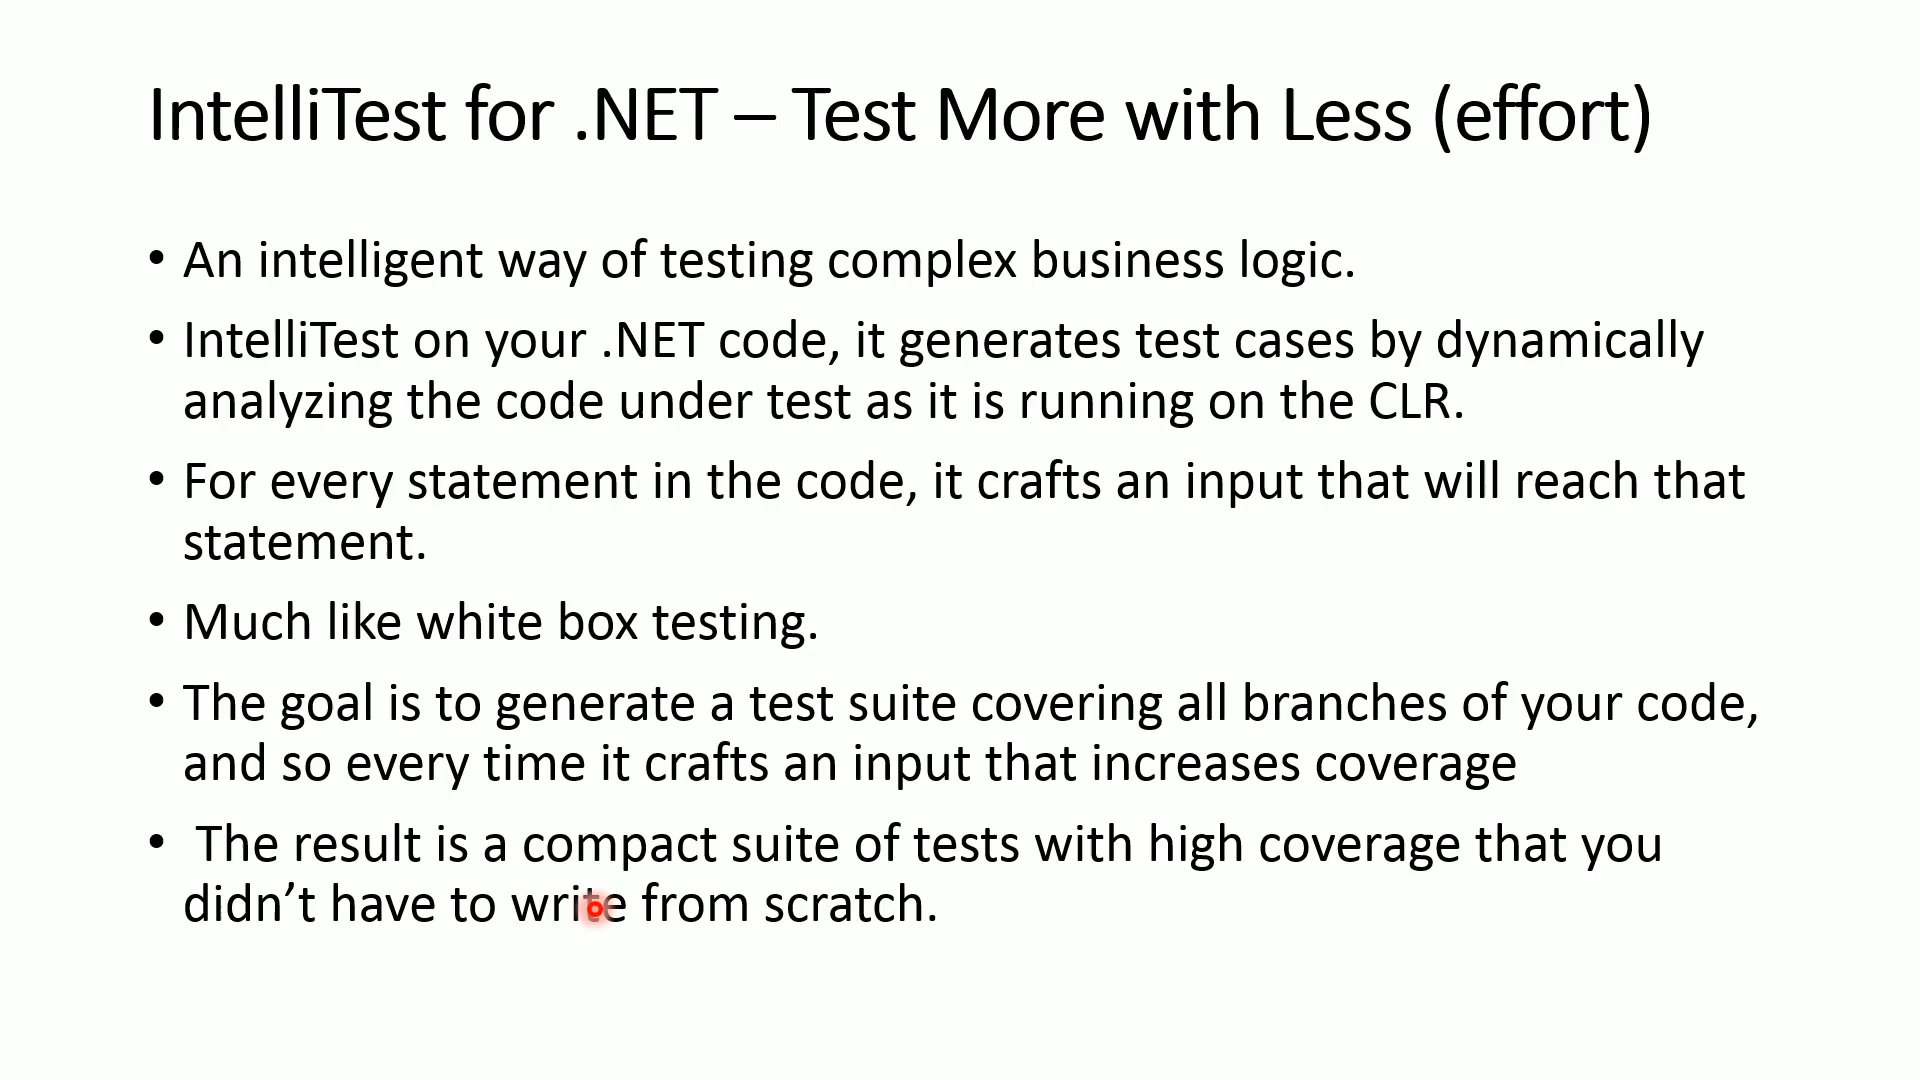 IntelliTest for .NET – Test More with Less (effort)
• An intelligent way of testing complex business logic.
• IntelliTest on your .NET code, it generates test cases by dynamically
analyzing the code under test as it is running on the CLR.
• For every statement in the code, it crafts an input that will reach that
statement.
• Much like white box testing.
• The goal is to generate a test suite covering all branches of your code,
and so every time it crafts an input that increases coverage
• The result is a compact suite of tests with high coverage that you
didn’t have to write from scratch.